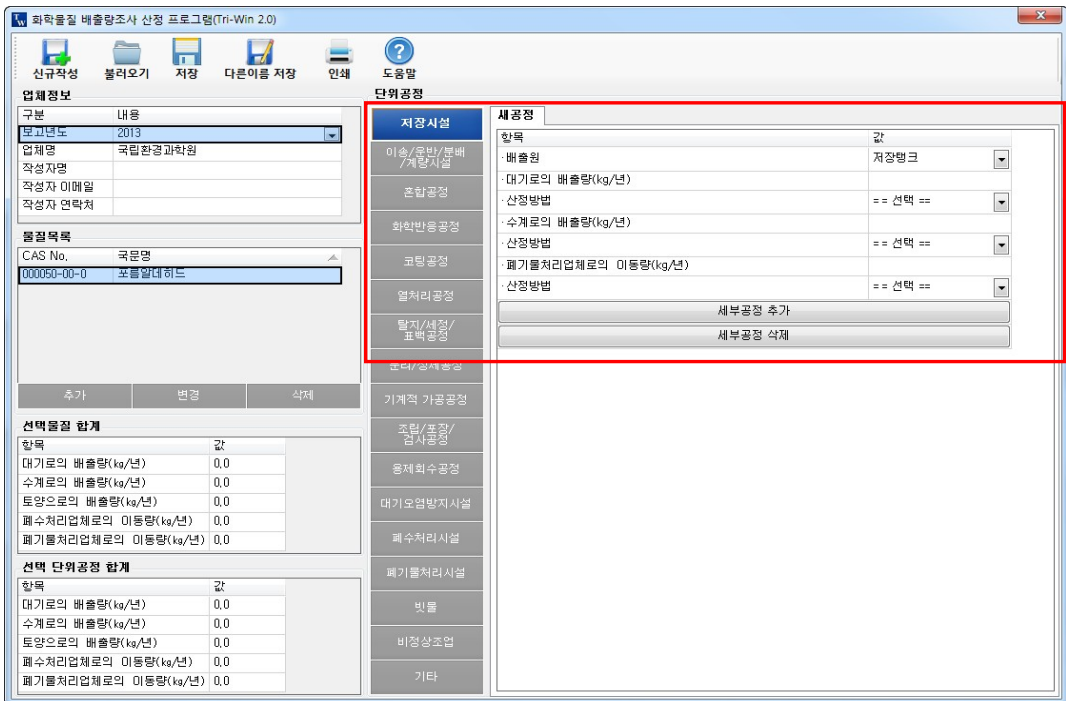 화학물질 배출량조사 산정 프로그램(Tri-Win 2.0)
신규작성 불러오기 저장 다른이름 저장 인쇄 도움말
업체정보
구분 내용
보고년도 2013
업체명 국립환경과학원
작성자명
작성자 이메일
작성자 연락처
물질목록
CAS No. 국문명
000050-00-0 포름알데히드
추가 변경 삭제
선택물질 합계
항목 값
대기로의 배출량(kg/년) 0.0
수계로의 배출량(kg/년) 0.0
토양으로의 배출량(kg/년) 0.0
폐수처리업체로의 이동량(kg/년) 0.0
폐기물처리업체로의 이동량(kg/년) 0.0
선택 단위공정 합계
항목 값
대기로의 배출량(kg/년) 0.0
수계로의 배출량(kg/년) 0.0
토양으로의 배출량(kg/년) 0.0
폐수처리업체로의 이동량(kg/년) 0.0
폐기물처리업체로의 이동량(kg/년) 0.0
단위공정
저장시설
이송/운반/분배
/계량시설
혼합공정
화학반응공정
코팅공정
열처리공정
탈지/세정/
표백공정
분리/정제공정
기계적 가공공정
조립/포장/
검사공정
용제회수공정
대기오염방지시설
폐수처리시설
폐기물처리시설
빗물
비정상조업
기타
새공정
항목 값
·배출원 저장탱크
·대기로의 배출량(kg/년)
·산정방법 == 선택 ==
·수계로의 배출량(kg/년)
·산정방법 == 선택 ==
·폐기물처리업체로의 이동량(kg/년)
·산정방법 == 선택 ==
세부공정 추가
세부공정 삭제